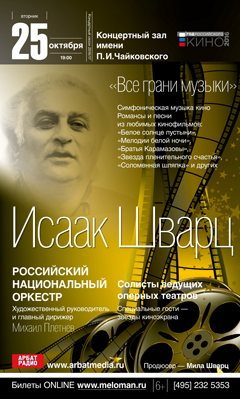 вторник
25
октября
19:00
Концертный зал
имени
П.И.Чайковского
РОССИЙСКОГО
КИНО
2016
«Все грани музыки»
Симфоническая музыка кино
Романсы и песни
из любимых кинофильмов:
«Белое солнце пустыни»,
«Мелодии белой ночи»,
«Братья Карамазовы»,
«Звезда пленительного счастья»,
«Соломенная шляпка» и других
Исаак Шварц
РОССИЙСКИЙ
НАЦИОНАЛЬНЫЙ
ОРКЕСТР
Художественный руководитель
и главный дирижер
Михаил Плетнев
Солисты ведущих
оперных театров
Специальные гости —
звезды киноэкрана
АРБАТ
РАДИО
www.arbatmedia.ru
Продюсер — Мила Шварц
Билеты ONLINE www.meloman.ru
6+
[495] 232 5353